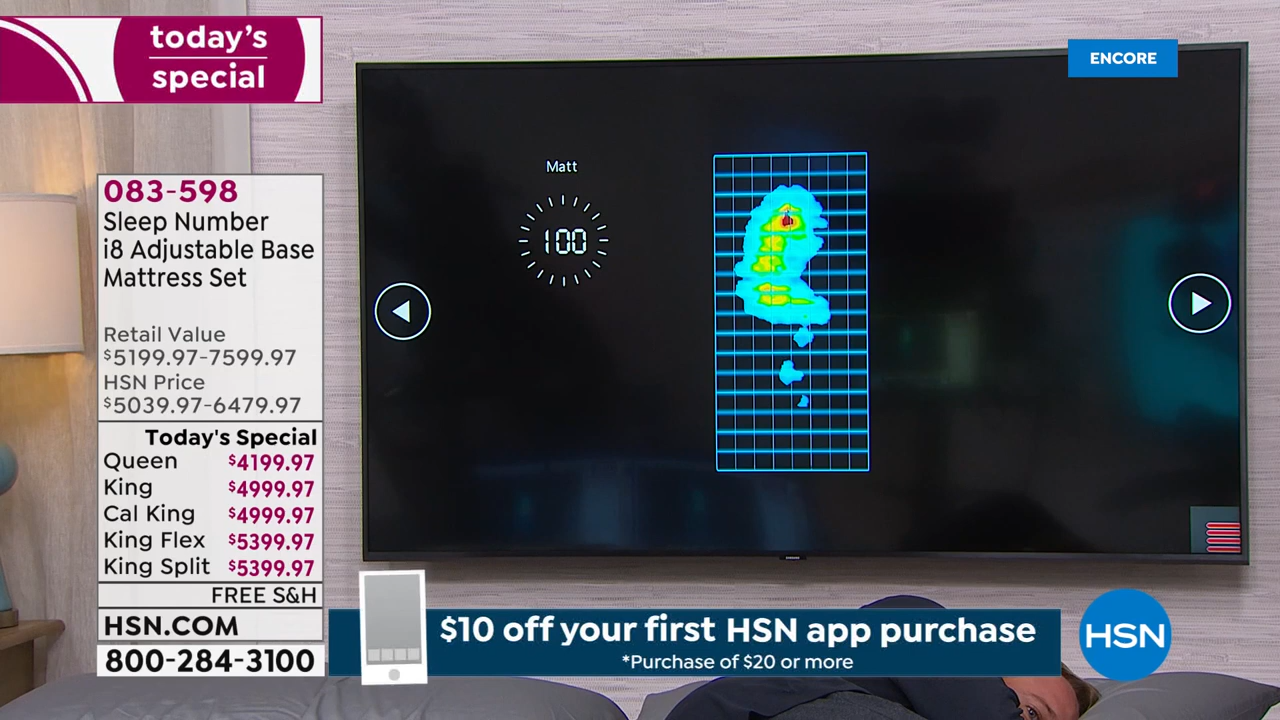 today's
special
ENCORE
083-598
Sleep Number
i8 Adjustable Base
Mattress Set
Retail Value
$5199.97-7599.97
HSN Price
$5039.97-6479.97
Today's Special
Queen $4199.97
King $4999.97
Cal King $4999.97
King Flex $5399.97
King Split $5399.97
FREE S&H
HSN.COM
800-284-3100
Matt
100
SAMSUNG
$10 off your first HSN app purchase
*Purchase of $20 or more
HSN